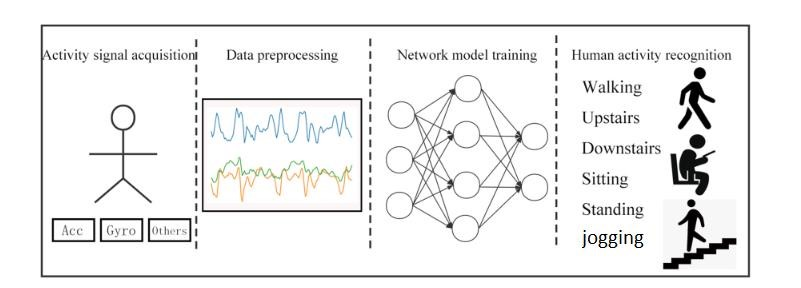 Activity signal acquisition
Data preprocessing
Network model training
Human activity recognition
Acc
Gyro
Others
Walking
Upstairs
Downstairs
Sitting
Standing
jogging